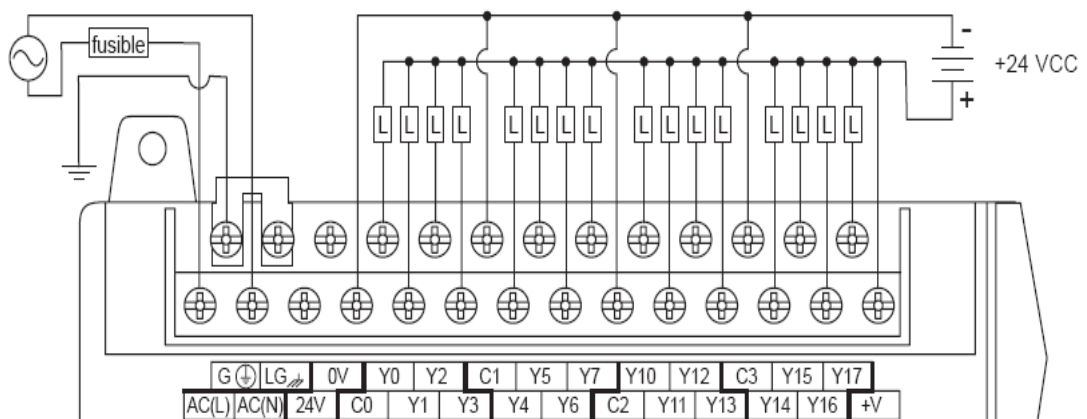 fusible
-
+24 VCC
+
L L L L L L L L L L L L L L L L
G LG 0V Y0 Y2 C1 Y5 Y7 Y10 Y12 C3 Y15 Y17
AC(L) AC(N) 24V C0 Y1 Y3 Y4 Y6 C2 Y11 Y13 Y14 Y16 +V